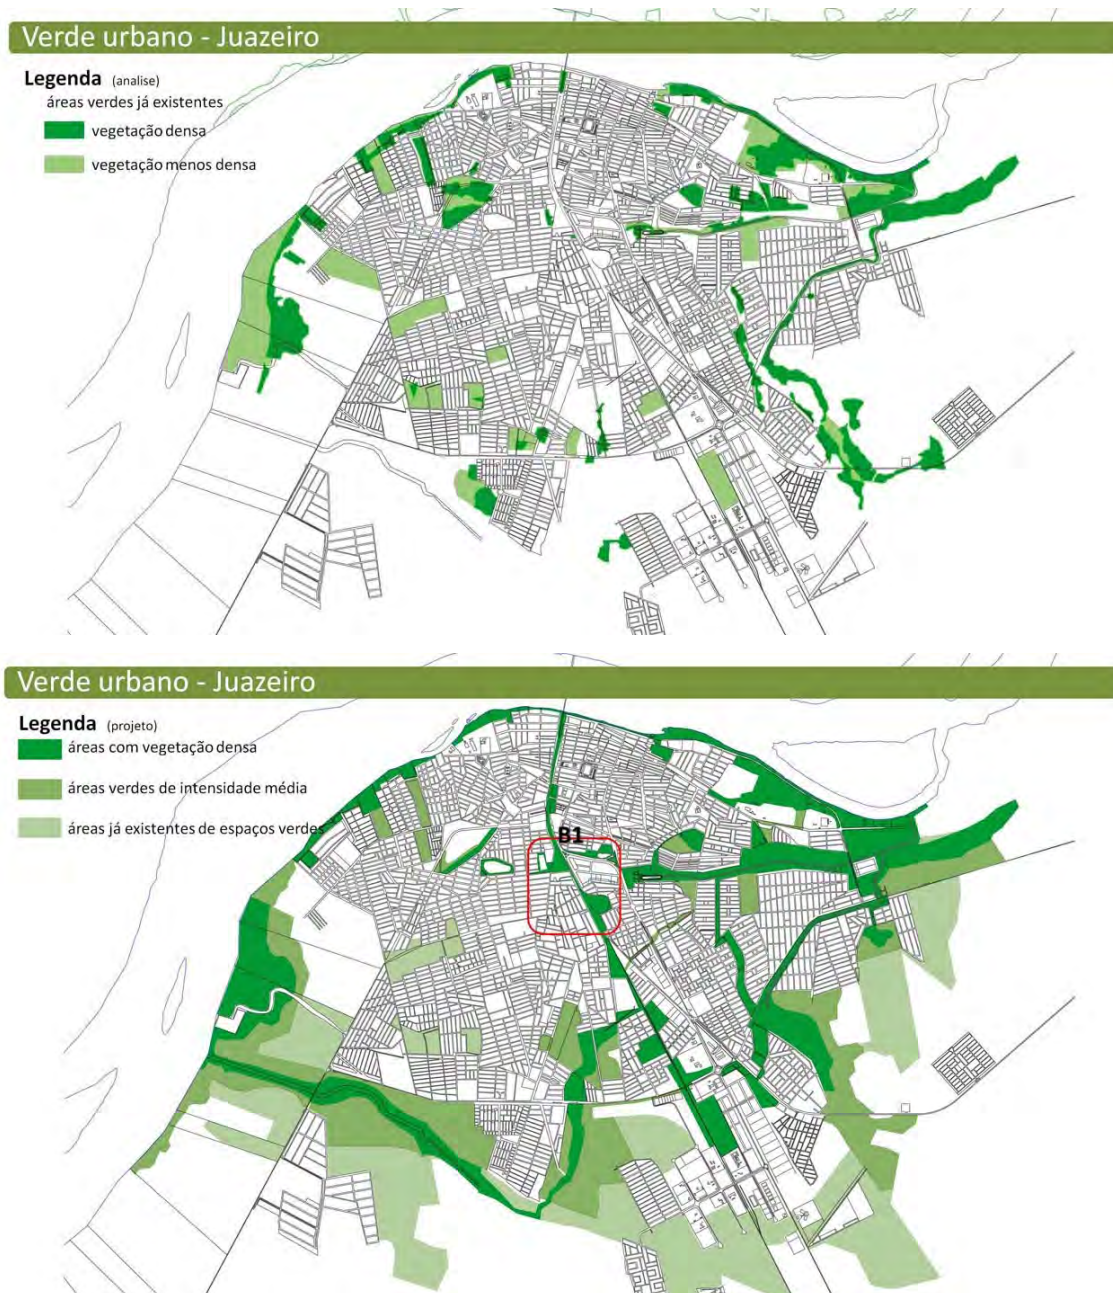 Verde urbano - Juazeiro
Legenda (analise)
áreas verdes já existentes
vegetação densa
vegetação menos densa
Verde urbano - Juazeiro
Legenda (projeto)
áreas com vegetação densa
áreas verdes de intensidade média
áreas já existentes de espaços verdes
B1